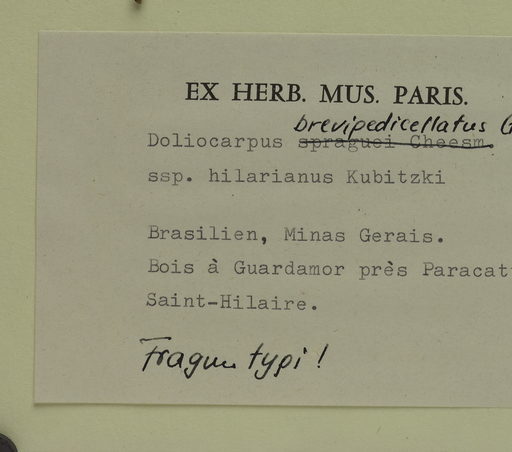 EX HERB. MUS. PARIS.
brevipedicellatus G
Doliocarpus spraguei Cheesm.
ssp. hilarianus Kubitzki
Brasilien, Minas Gerais.
Bois à Guardamor près Paracat
Saint-Hilaire.
Fragm. typi!